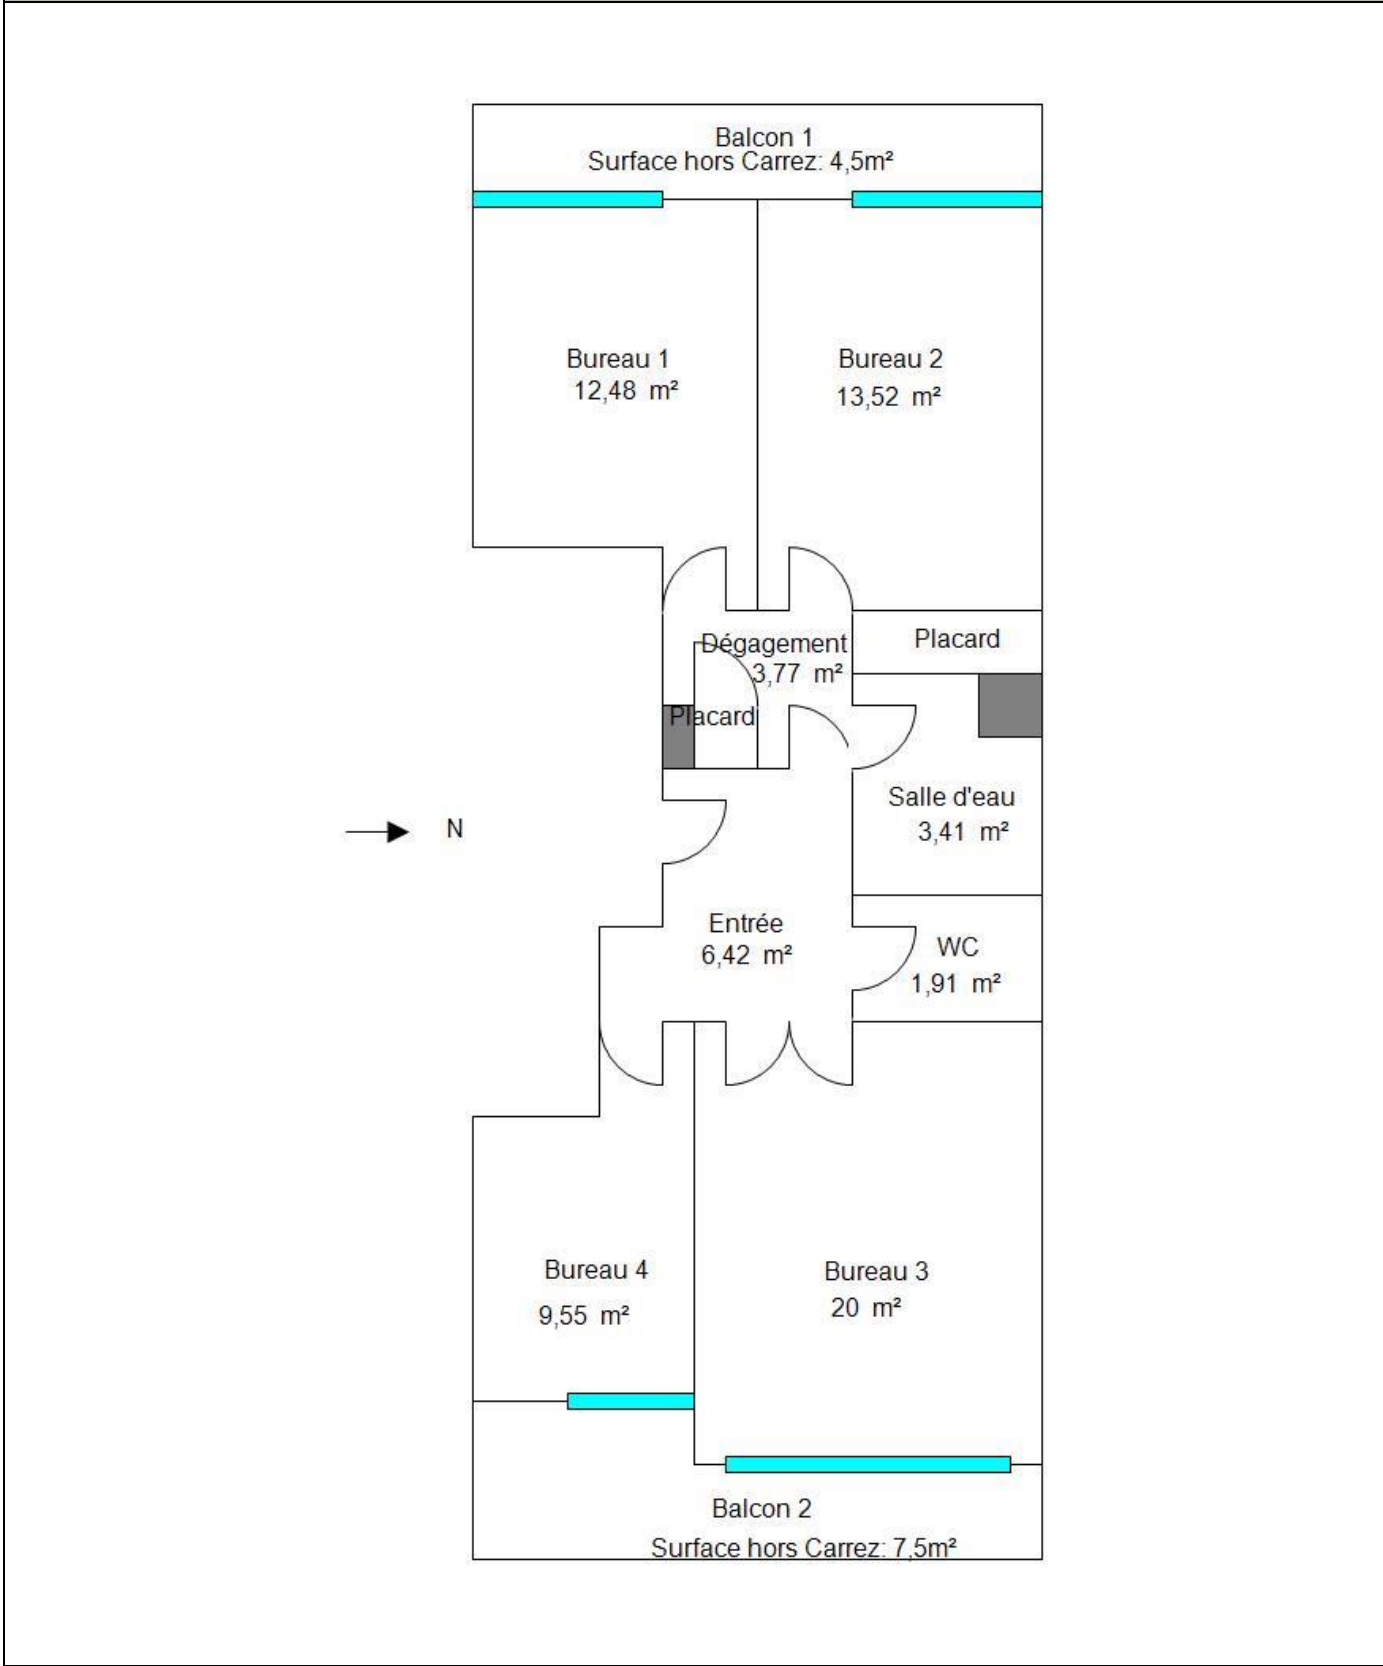 Balcon 1
Surface hors Carrez: 4,5m²
Bureau 1
12,48 m²
Bureau 2
13,52 m²
Dégagement
3,77 m²
Placard
Placard
Salle d'eau
3,41 m²
N
Entrée
6,42 m²
WC
1,91 m²
Bureau 4
9,55 m²
Bureau 3
20 m²
Balcon 2
Surface hors Carrez: 7,5m²